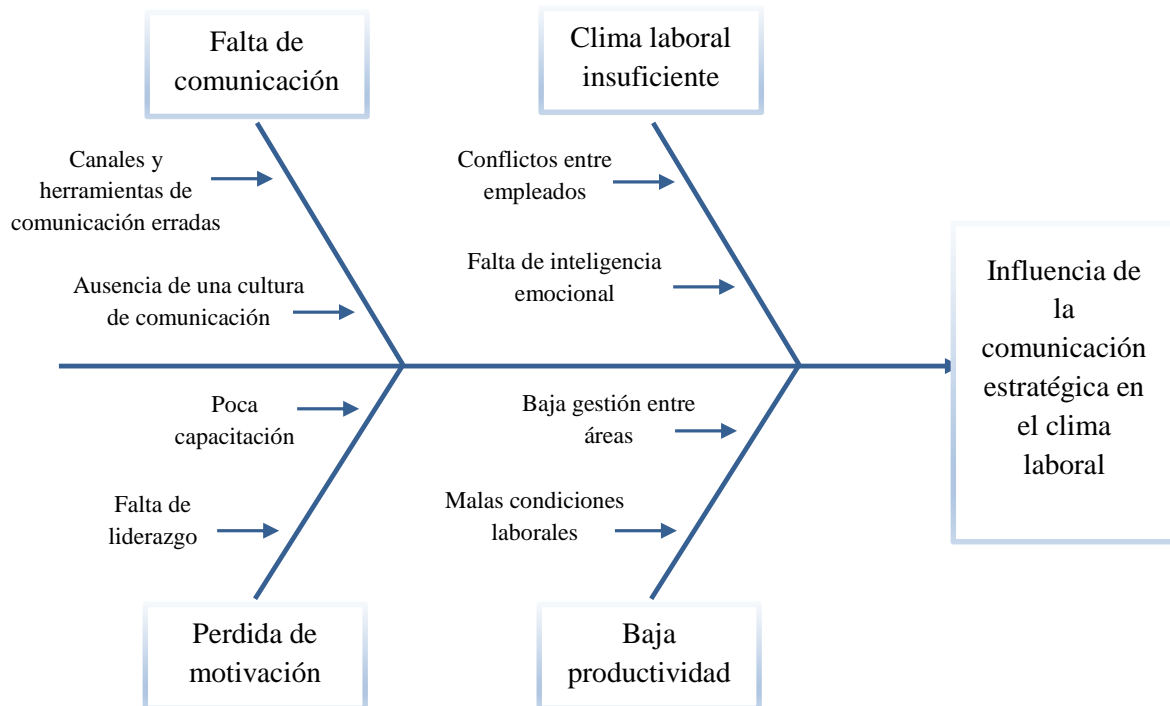 Falta de
comunicación
Clima laboral
insuficiente
Canales y
herramientas de
comunicación erradas
Conflictos entre
empleados
Ausencia de una cultura
de comunicación
Falta de inteligencia
emocional
Influencia de
la
comunicación
estratégica en
el clima
laboral
Poca
capacitación
Baja gestión entre
áreas
Falta de
liderazgo
Malas condiciones
laborales
Perdida de
motivación
Baja
productividad